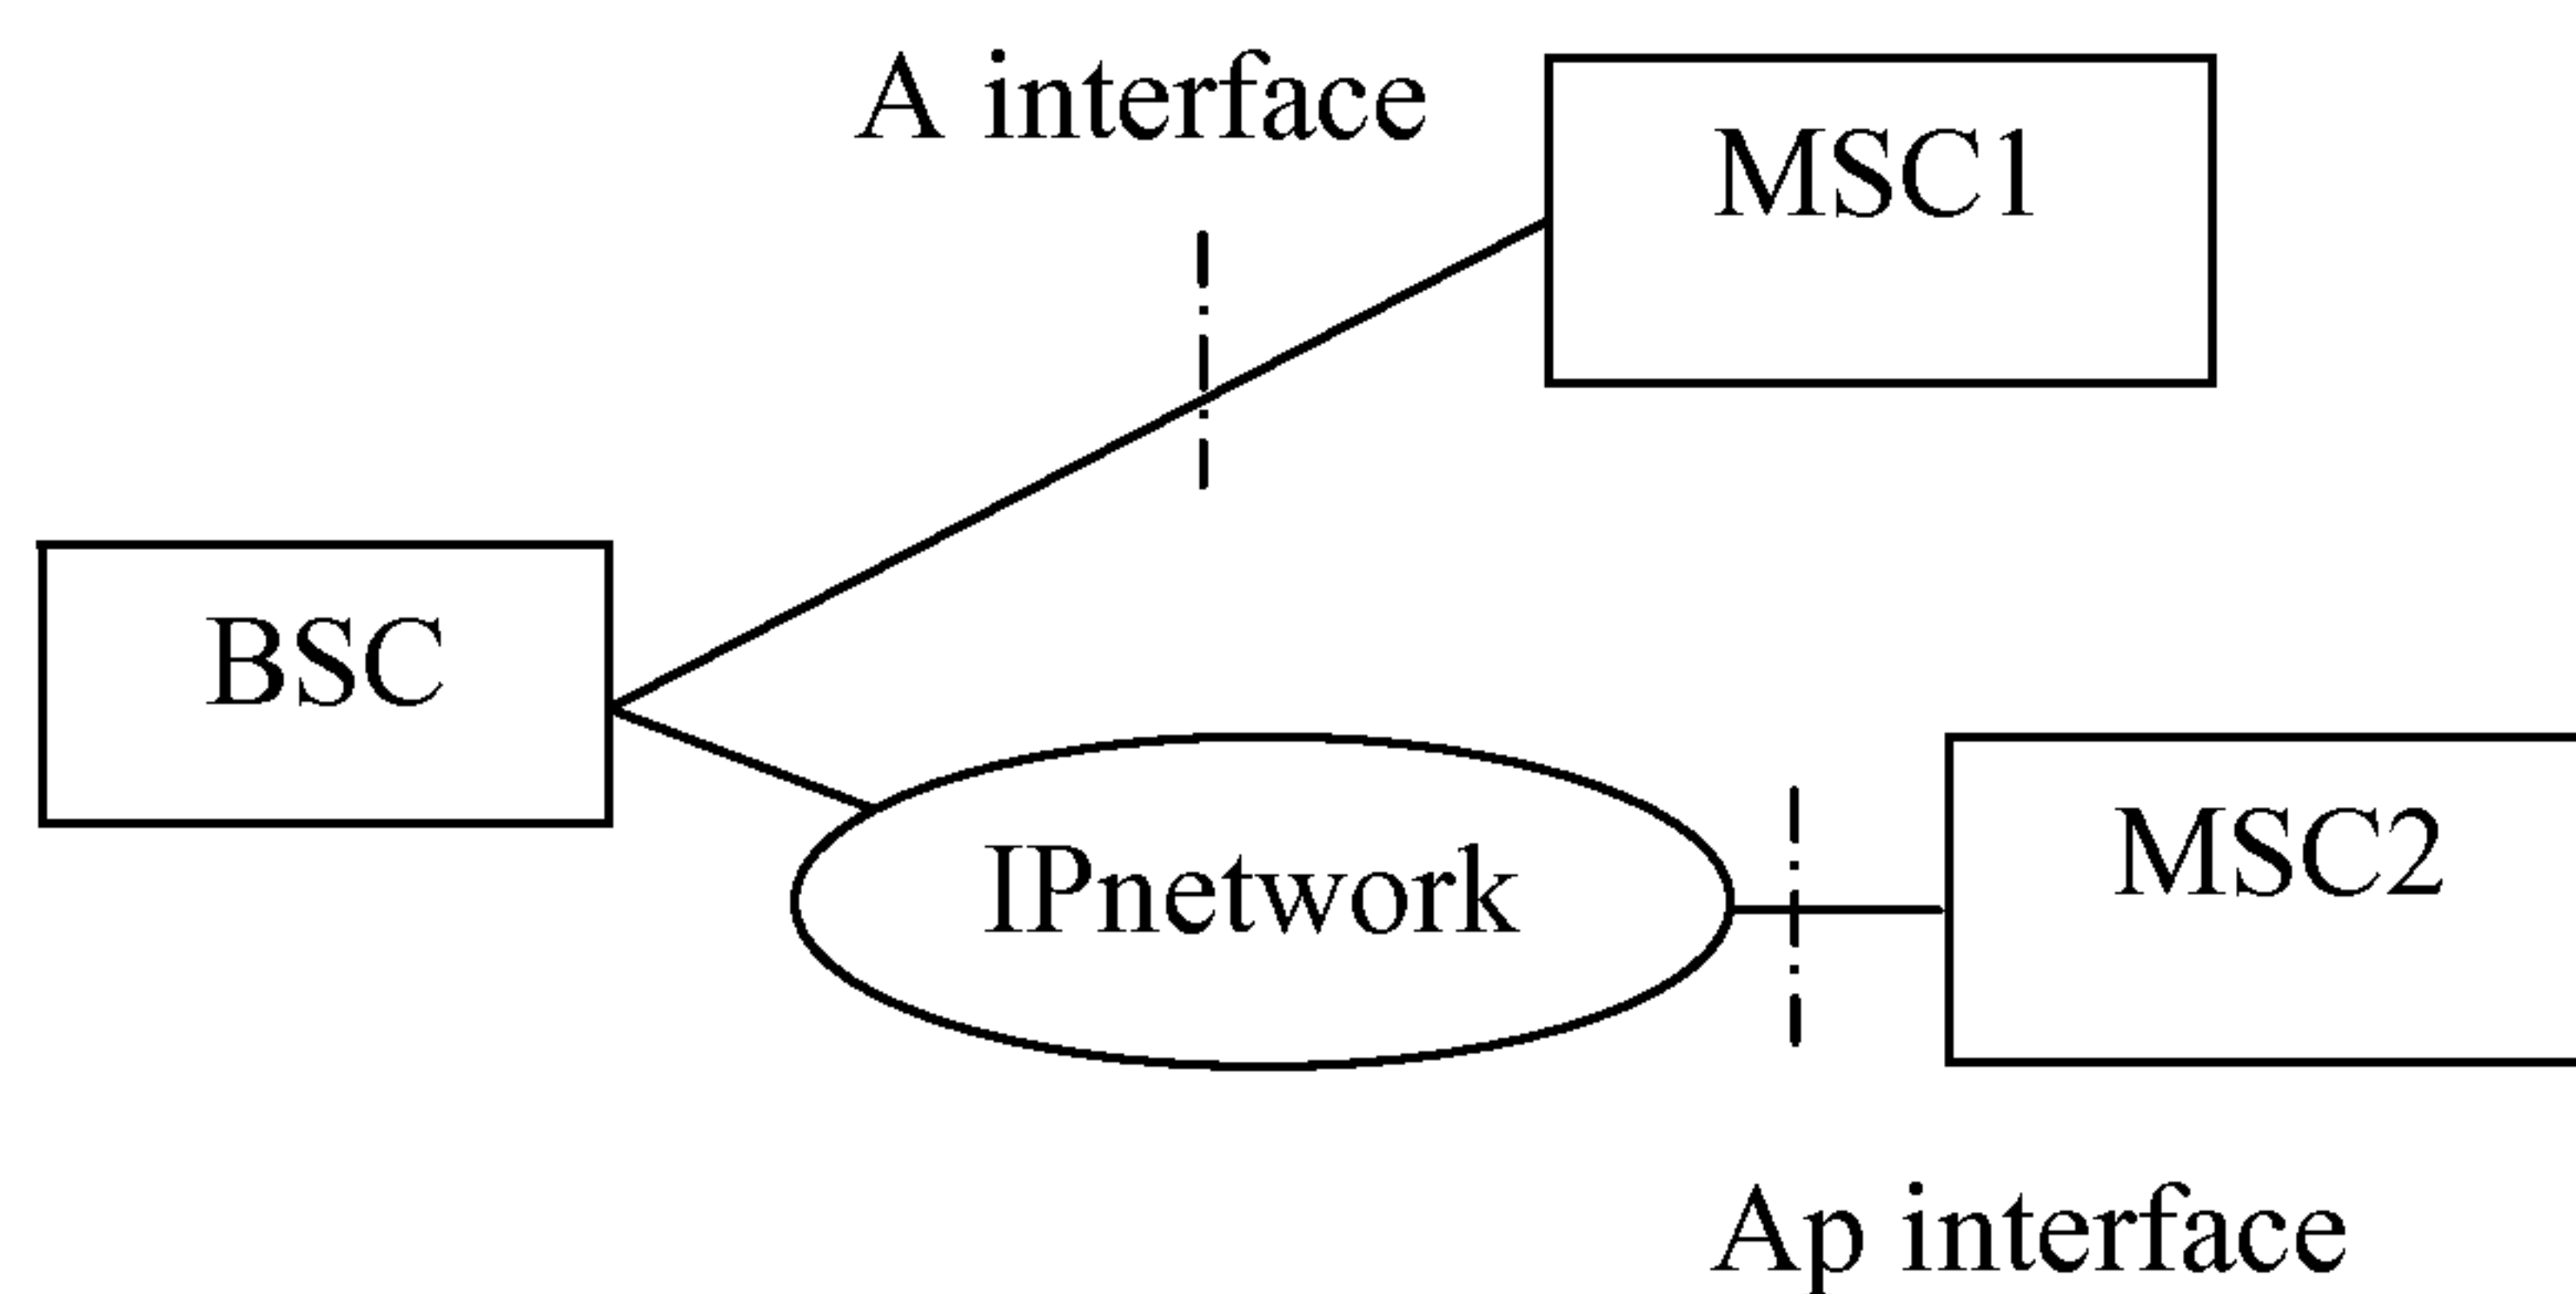 A interface
MSC1
BSC
IPnetwork
MSC2
Ap interface